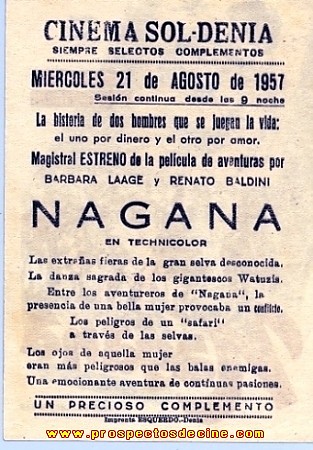 CINEMA SOL-DENIA
SIEMPRE SELECTOS COMPLEMENTOS
MIERCOLES 21 de AGOSTO de 1957
Sesión continua desde las 9 noche
La historia de dos hombres que se juegan la vida:
el uno por dinero y el otro por amor.
Magistral ESTRENO de la película de aventuras por
BARBARA LAAGE y RENATO BALDINI
NAGANA
EN TECHNICOLOR
Las extrañas fieras de la gran selva desconocida.
La danza sagrada de los gigantescos Watuzis.
Entre los aventureros de "Nagana", la
presencia de una bella mujer provocaba un conflicto.
Los peligros de un "safari"
a través de las selvas.
Los ojos de aquella mujer
eran más peligrosos que las balas enemigas.
Una emocionante aventura de contínuas pasiones.
UN PRECIOSO COMPLEMENTO
Imprenta ESQUERDO.-Denia
www.prospectosdecine.com